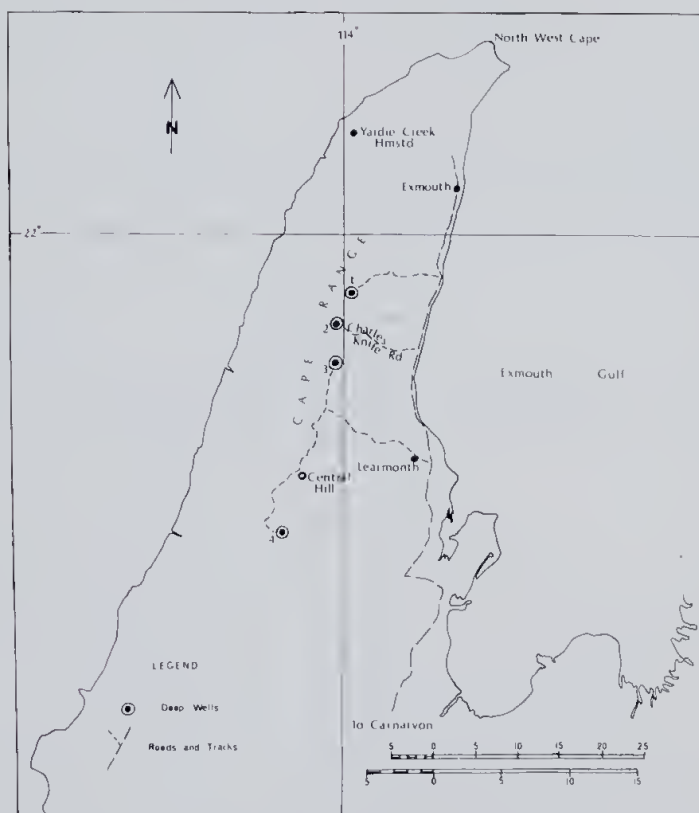 114°
North West Cape
N
Yardie Creek
Hmstd
Exmouth
22°
CAPE RANGE
1
2
Charles
Knife Rd
3
Exmouth Gulf
Learmonth
Central
Hill
4
LEGEND
Deep Wells
Roads and Tracks
To Carnarvon
5 0 5 10 15 20 25
5 0 5 10 15